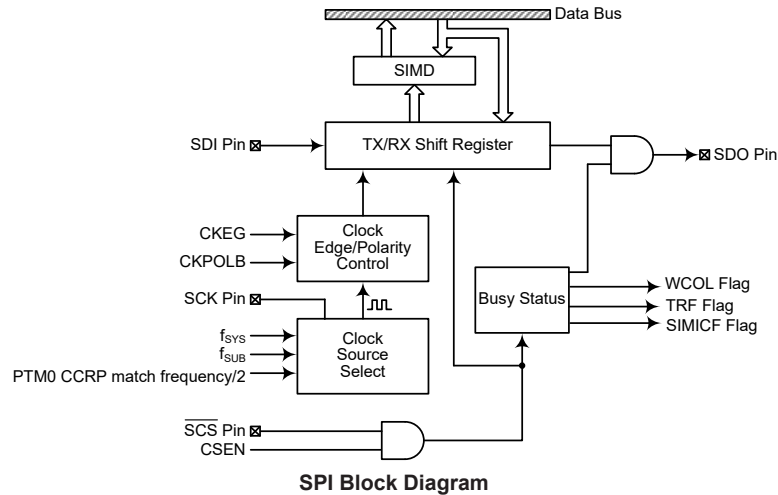 Data Bus
SIMD
SDI Pin
TX/RX Shift Register
SDO Pin
CKEG
CKPOLB
Clock
Edge/Polarity
Control
SCK Pin
Busy Status
WCOL Flag
TRF Flag
SIMICF Flag
fSYS
fSUB
PTM0 CCRP match frequency/2
Clock
Source
Select
SCS Pin
CSEN
SPI Block Diagram